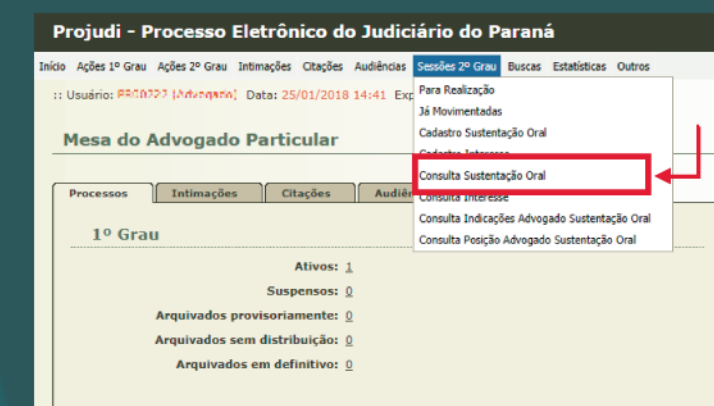 Projudi - Processo Eletrônico do Judiciário do Paraná
Início Ações 1º Grau Ações 2º Grau Intimações Citações Audiências Sessões 2º Grau Buscas Estatísticas Outros
:: Usuário: Data: 25/01/2018 14:41 Exp
Para Realização
Já Movimentadas
Cadastro Sustentação Oral
Cadastro Interesse
Consulta Sustentação Oral
Consulta Interesse
Consulta Indicações Advogado Sustentação Oral
Consulta Posição Advogado Sustentação Oral
Mesa do Advogado Particular
Processos Intimações Citações Audiên
1º Grau
Ativos: 1
Suspensos: 0
Arquivados provisoriamente: 0
Arquivados sem distribuição: 0
Arquivados em definitivo: 0